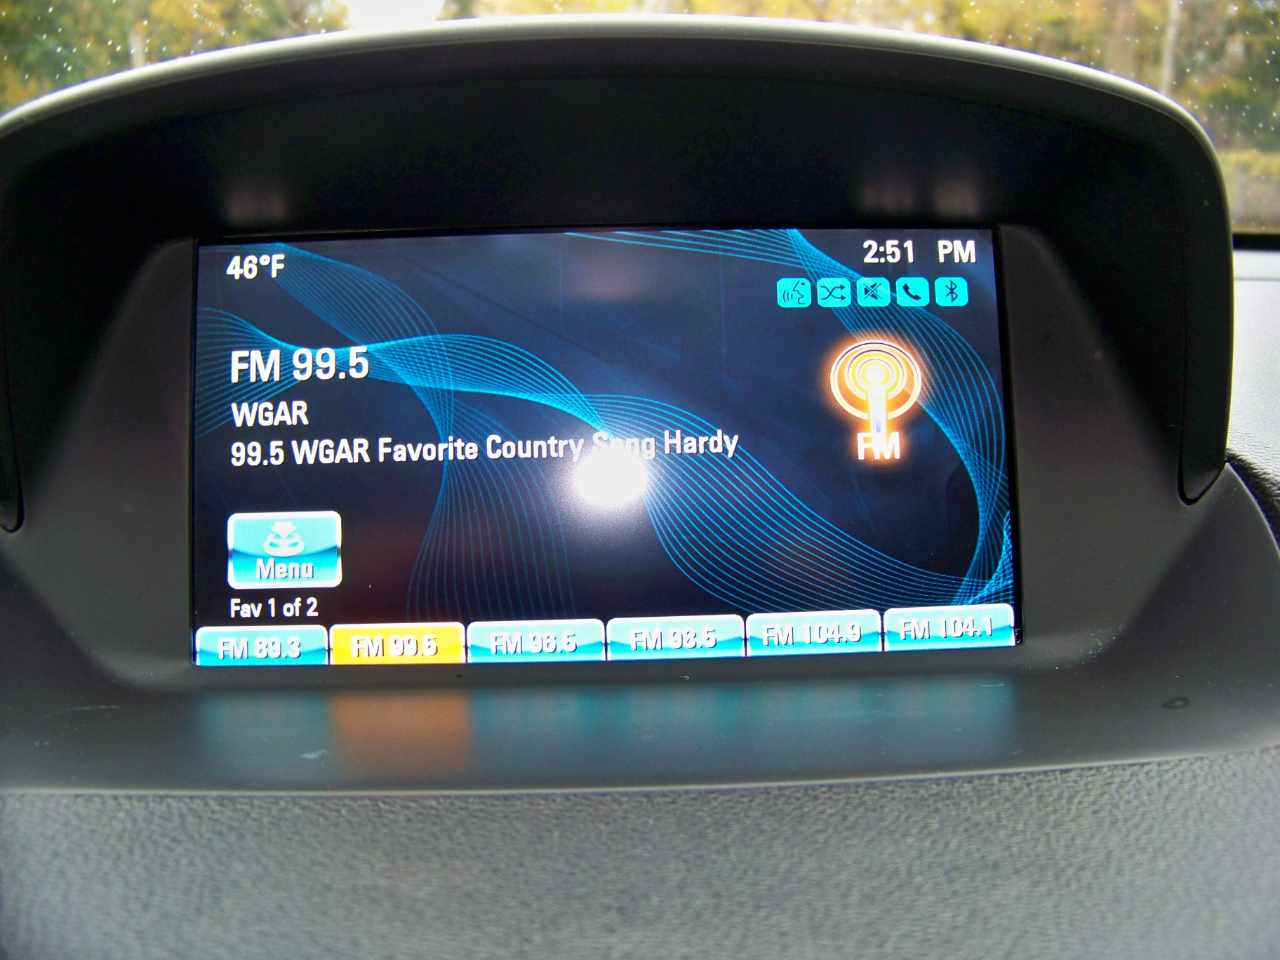 46°F
2:51 PM
FM 99.5
WGAR
99.5 WGAR Favorite Country Song Hardy
FM
Menu
Fav 1 of 2
FM 89.3
FM 99.5
FM 96.5
FM 98.5
FM 104.9
FM 104.1